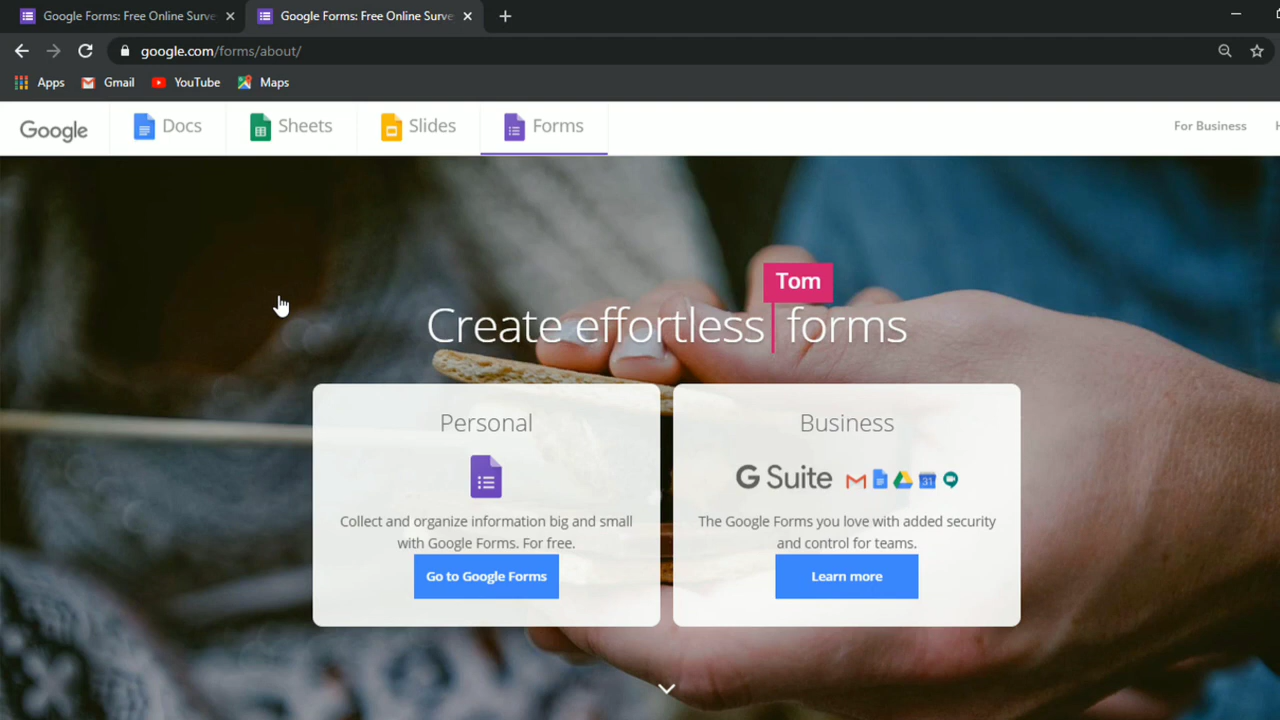 Google Forms: Free Online Surve
Google Forms: Free Online Surve
google.com/forms/about/
Apps
Gmail
YouTube
Maps
Google
Docs
Sheets
Slides
Forms
For Business
Tom
Create effortless forms
Personal
Business
G Suite
31
Collect and organize information big and small
with Google Forms. For free.
The Google Forms you love with added security
and control for teams.
Go to Google Forms
Learn more